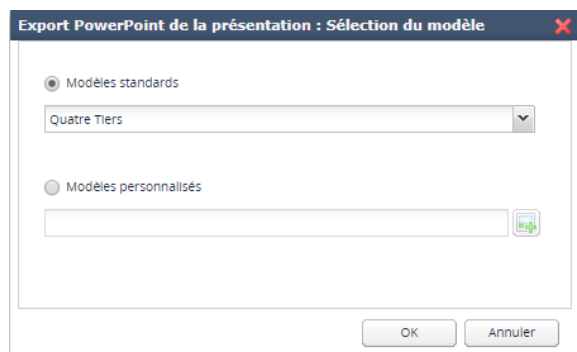 Export PowerPoint de la présentation : Sélection du modèle
Modèles standards
Quatre Tiers
Modèles personnalisés
OK
Annuler